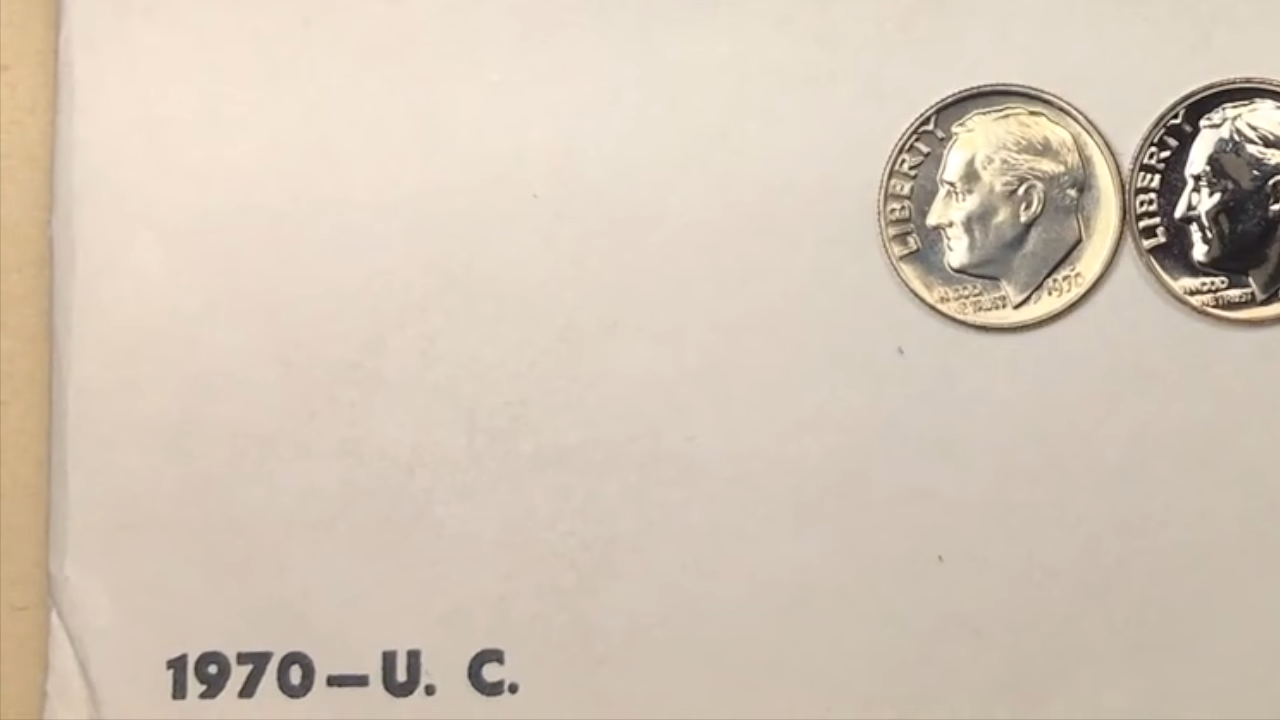 LIBERTY
IN GOD
WE TRUST
1970
LIBERTY
IN GOD
WE TRUST
1970–U. C.